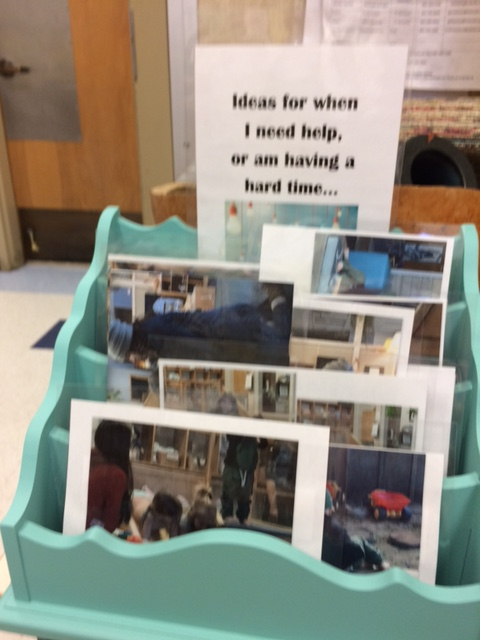 Ideas for when
I need help,
or am having a
hard time...